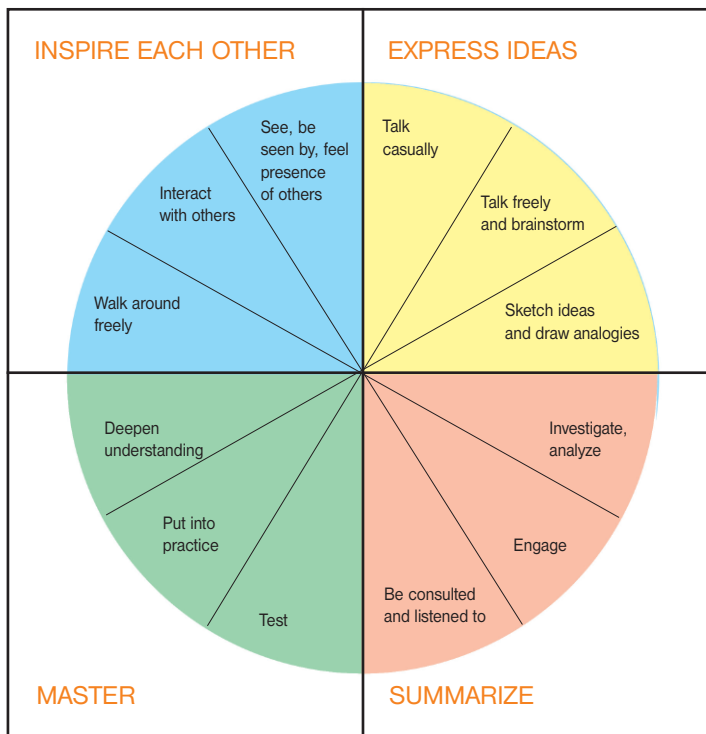 INSPIRE EACH OTHER
See, be
seen by, feel
presence
of others
Interact
with others
Walk around
freely
EXPRESS IDEAS
Talk
casually
Talk freely
and brainstorm
Sketch ideas
and draw analogies
Deepen
understanding
Put into
practice
Test
MASTER
Investigate,
analyze
Engage
Be consulted
and listened to
SUMMARIZE